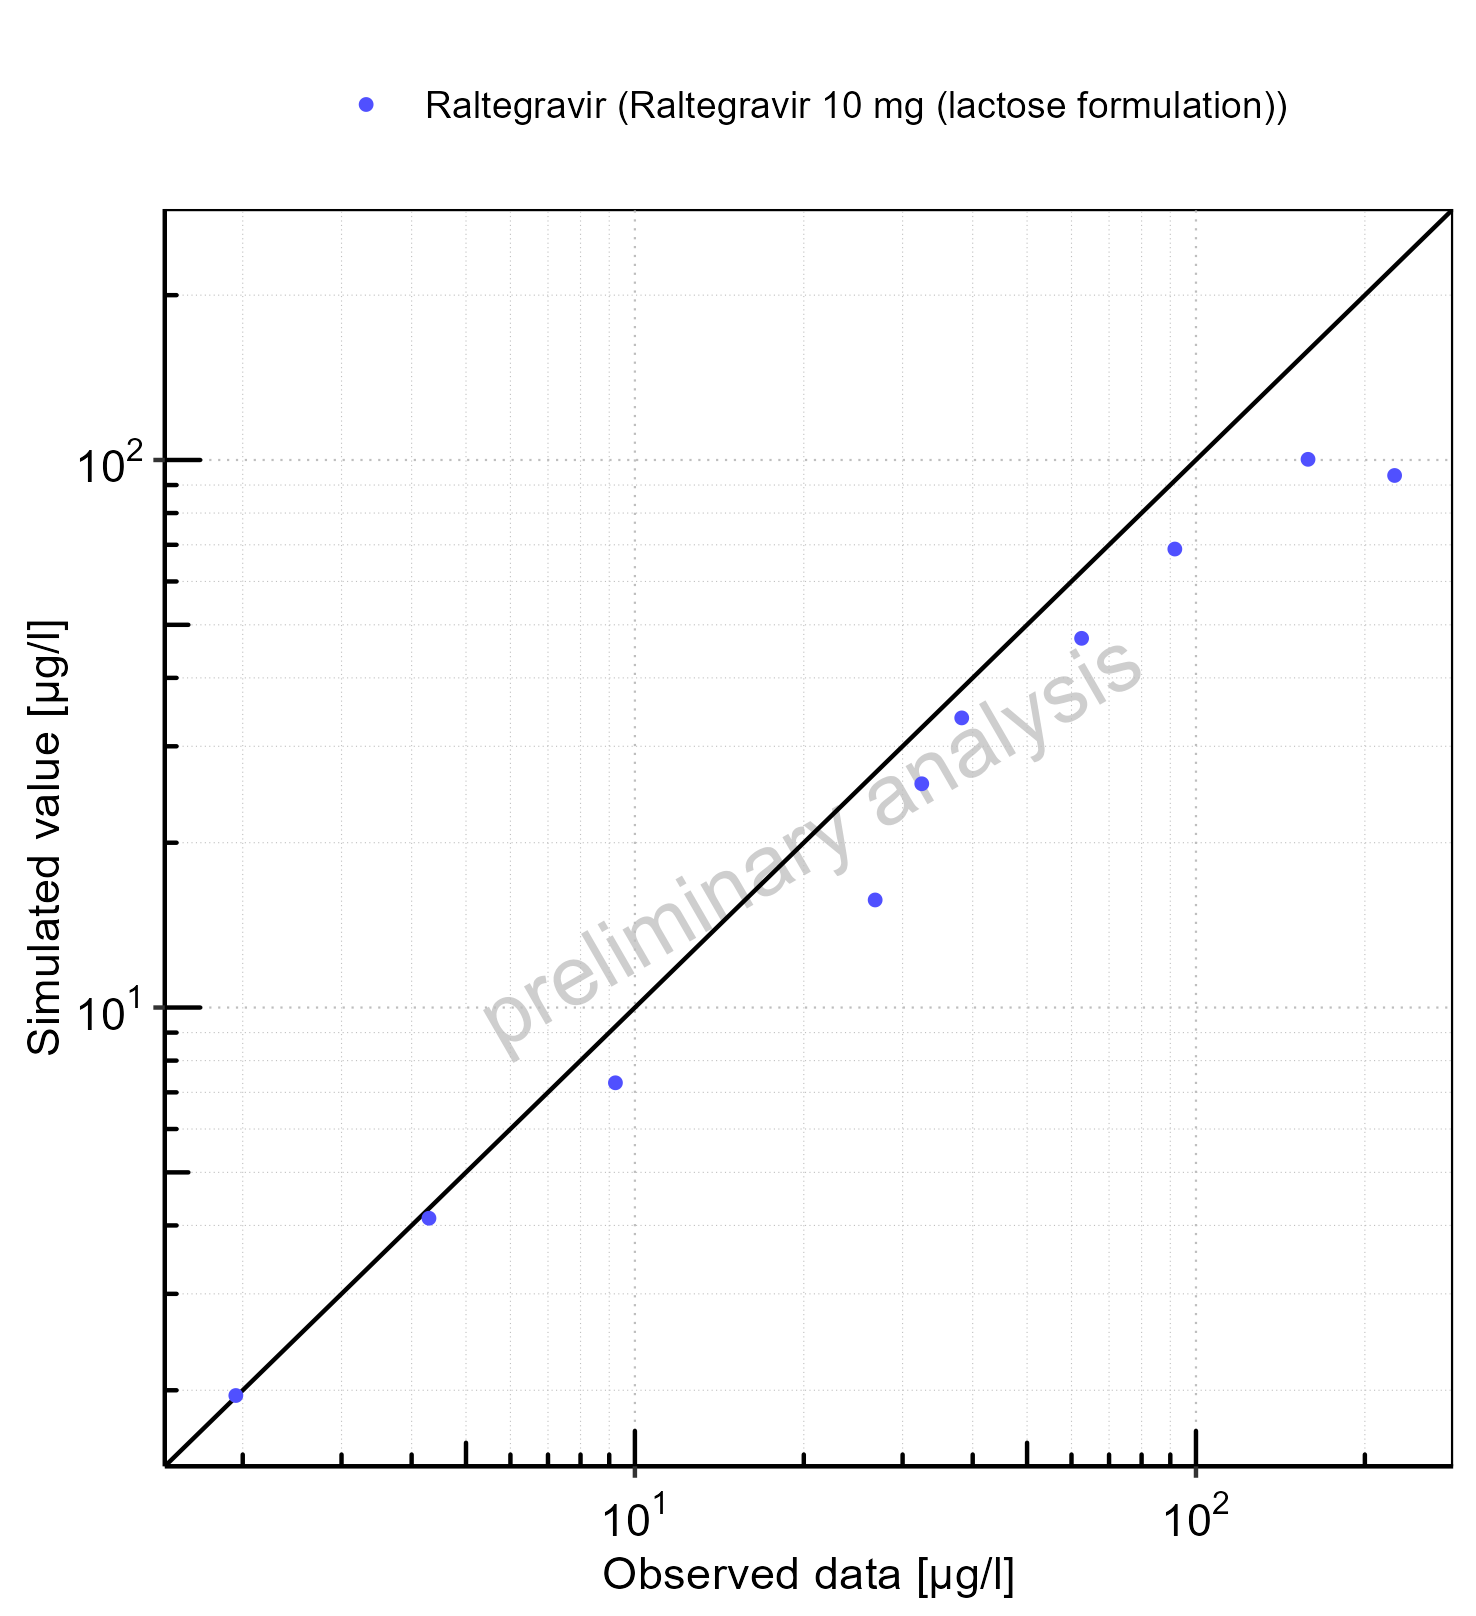 Raltegravir (Raltegravir 10 mg (lactose formulation))
10²
10¹
Simulated value [µg/l]
preliminary analysis
10¹
10²
Observed data [µg/l]